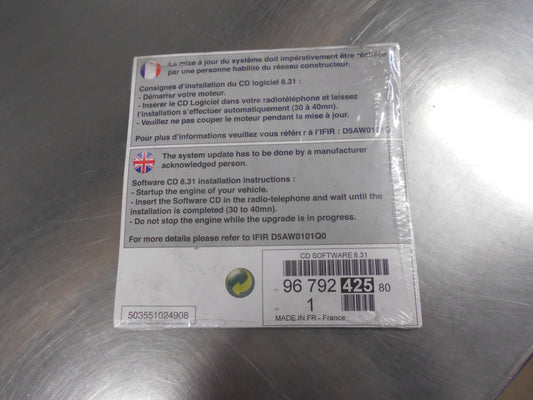 La mise à jour du système doit impérativement être réalisée
par une personne habilité du réseau constructeur.
Consignes d'installation du CD logiciel 8.31 :
- Démarrer votre moteur.
- Insérer le CD Logiciel dans votre radiotéléphone et laissez
l'installation s'effectuer automatiquement (30 à 40mn).
- Veuillez ne pas couper le moteur pendant la mise à jour.
Pour plus d'informations veuillez vous référer à l'IFIR : D5AW0101Q0
The system update has to be done by a manufacturer
acknowledged person.
Software CD 8.31 installation instructions :
- Startup the engine of your vehicle.
- Insert the Software CD in the radio-telephone and wait until the
installation is completed (30 to 40mn).
- Do not stop the engine while the upgrade is in progress.
For more details please refer to IFIR D5AW0101Q0
CD SOFTWARE 8.31
96 792 425 80
1
MADE IN FR - France
503551024908